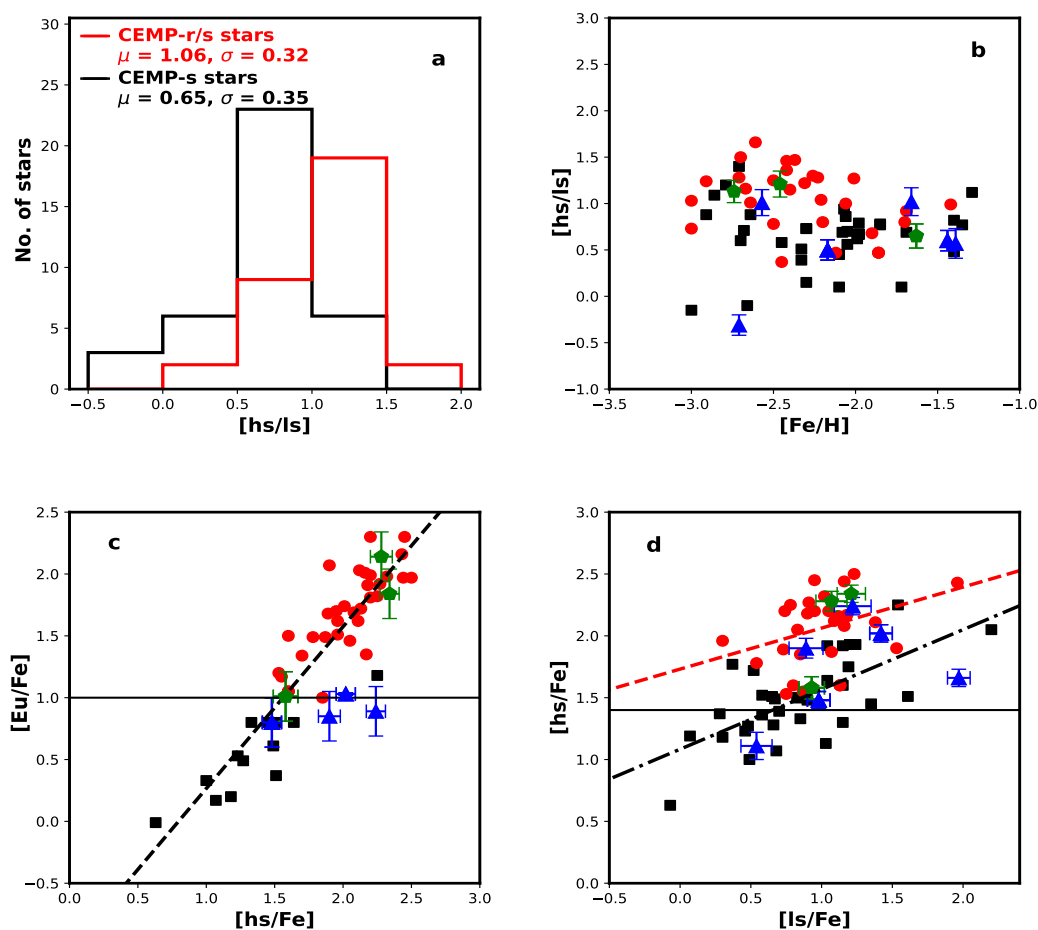 CEMP-r/s stars
μ = 1.06, σ = 0.32
CEMP-s stars
μ = 0.65, σ = 0.35
a
No. of stars
30
25
20
15
10
5
0
−0.5 0.0 0.5 1.0 1.5 2.0
[hs/ls]
b
[hs/ls]
3.0
2.5
2.0
1.5
1.0
0.5
0.0
−0.5
−1.0
−3.5 −3.0 −2.5 −2.0 −1.5 −1.0
[Fe/H]
c
[Eu/Fe]
2.5
2.0
1.5
1.0
0.5
0.0
−0.5
0.0 0.5 1.0 1.5 2.0 2.5 3.0
[hs/Fe]
d
[hs/Fe]
3.0
2.5
2.0
1.5
1.0
0.5
0.0
−0.5 0.0 0.5 1.0 1.5 2.0
[ls/Fe]